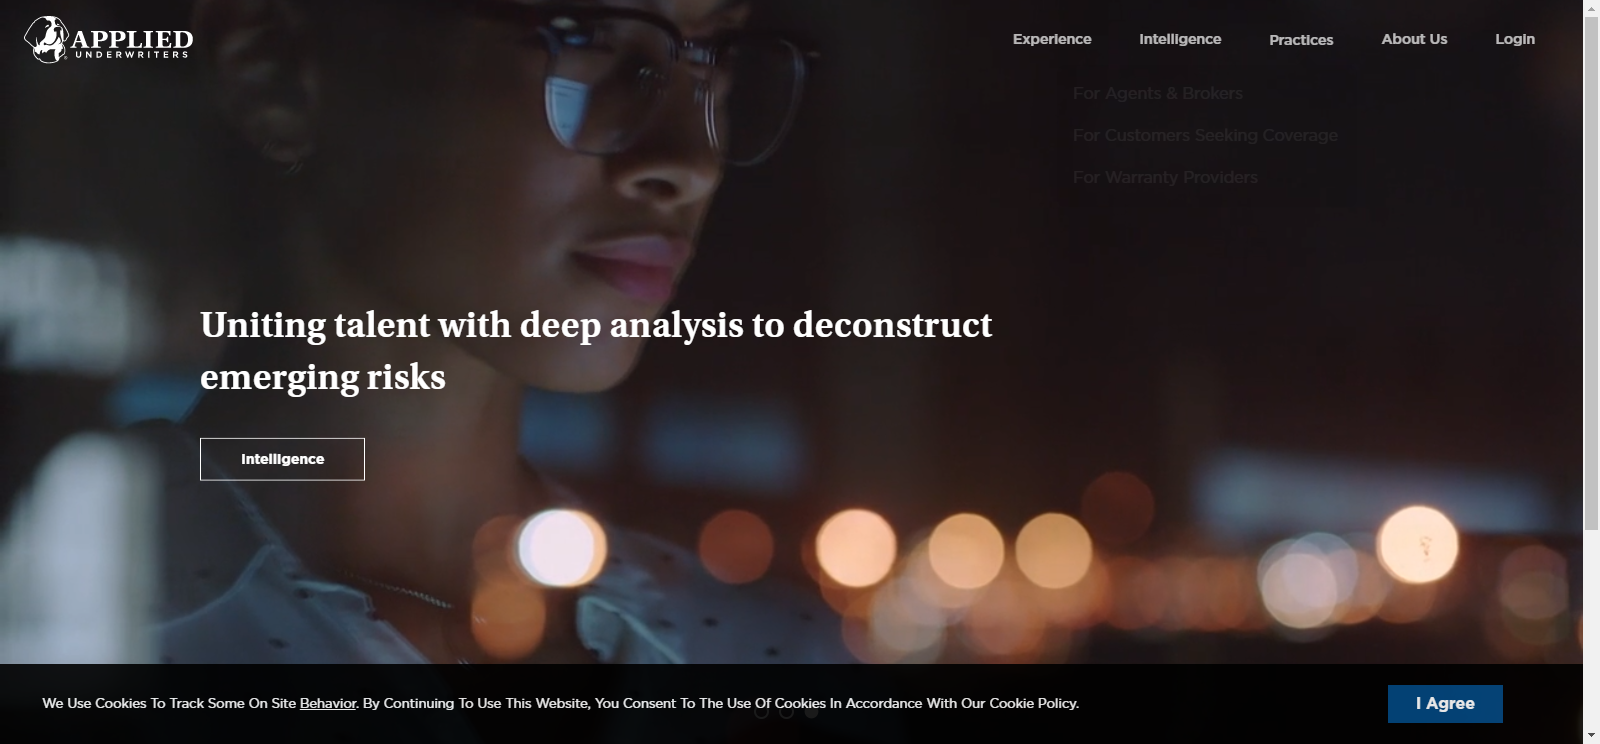 APPLIED
UNDERWRITERS
Experience
Intelligence
Practices
About Us
Login
For Agents & Brokers
For Customers Seeking Coverage
For Warranty Providers
Uniting talent with deep analysis to deconstruct
emerging risks
Intelligence
We Use Cookies To Track Some On Site Behavior. By Continuing To Use This Website, You Consent To The Use Of Cookies In Accordance With Our Cookie Policy.
I Agree